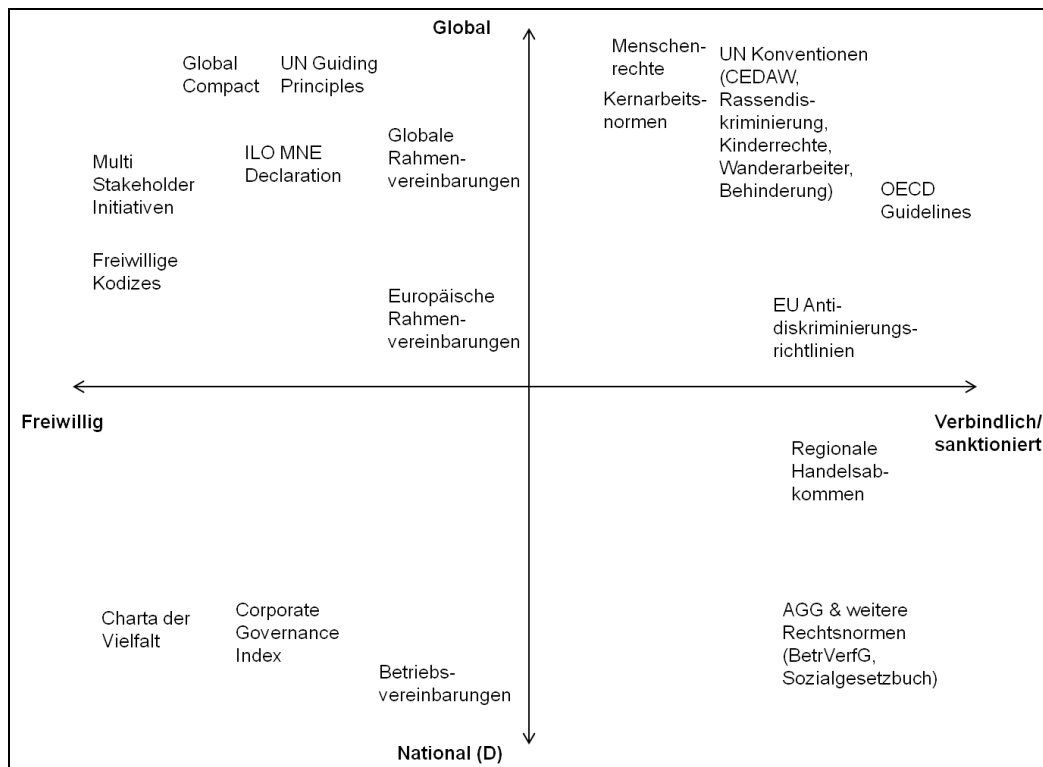 Global
Global
Compact
UN Guiding
Principles
Menschen-
rechte
Kernarbeits-
normen
UN Konventionen
(CEDAW,
Rassendis-
kriminierung,
Kinderrechte,
Wanderarbeiter,
Behinderung)
Multi
Stakeholder
Initiativen
ILO MNE
Declaration
Globale
Rahmen-
vereinbarungen
OECD
Guidelines
Freiwillige
Kodizes
Europäische
Rahmen-
vereinbarungen
EU Anti-
diskriminierungs-
richtlinien
Freiwillig
Verbindlich/
sanktioniert
Regionale
Handelsab-
kommen
Charta der
Vielfalt
Corporate
Governance
Index
Betriebs-
vereinbarungen
AGG & weitere
Rechtsnormen
(BetrVerfG,
Sozialgesetzbuch)
National (D)